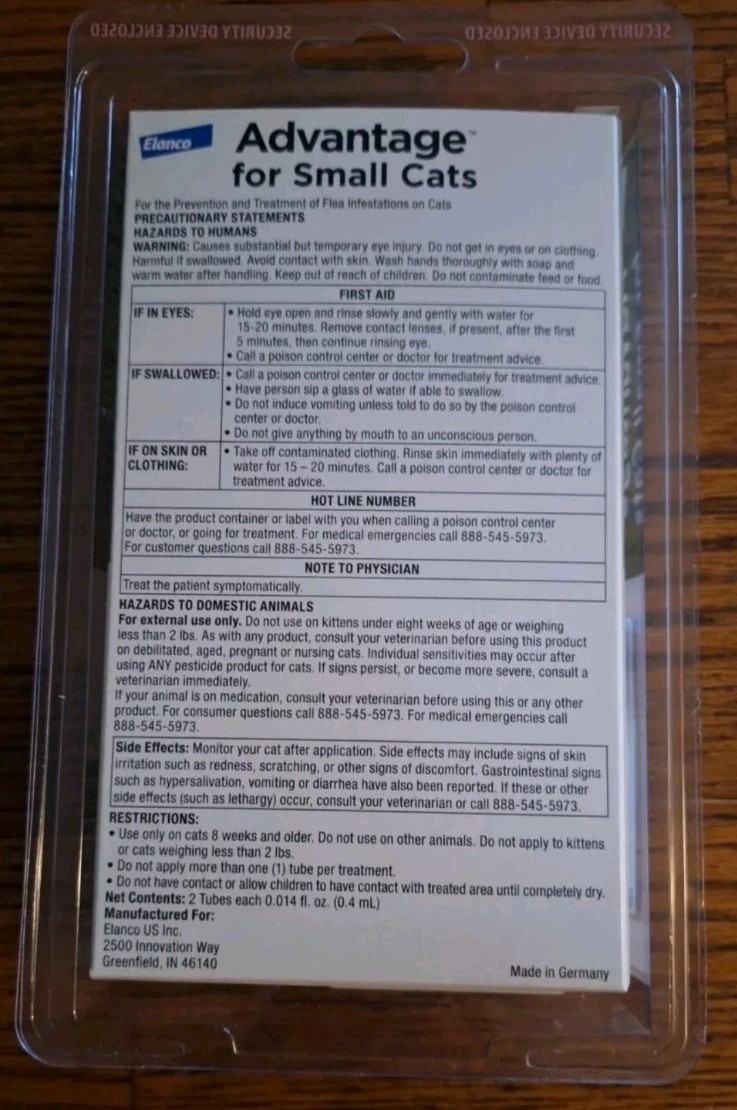 SECURITY DEVICE ENCLOSED
SECURITY DEVICE ENCLOSED
Elanco
Advantage™
for Small Cats
For the Prevention and Treatment of Flea Infestations on Cats
PRECAUTIONARY STATEMENTS
HAZARDS TO HUMANS
WARNING: Causes substantial but temporary eye injury. Do not get in eyes or on clothing.
Harmful if swallowed. Avoid contact with skin. Wash hands thoroughly with soap and
warm water after handling. Keep out of reach of children. Do not contaminate feed or food.
FIRST AID
IF IN EYES:
• Hold eye open and rinse slowly and gently with water for
15-20 minutes. Remove contact lenses, if present, after the first
5 minutes, then continue rinsing eye.
• Call a poison control center or doctor for treatment advice.
IF SWALLOWED:
• Call a poison control center or doctor immediately for treatment advice.
• Have person sip a glass of water if able to swallow.
• Do not induce vomiting unless told to do so by the poison control
center or doctor.
• Do not give anything by mouth to an unconscious person.
IF ON SKIN OR
CLOTHING:
• Take off contaminated clothing. Rinse skin immediately with plenty of
water for 15 – 20 minutes. Call a poison control center or doctor for
treatment advice.
HOT LINE NUMBER
Have the product container or label with you when calling a poison control center
or doctor, or going for treatment. For medical emergencies call 888-545-5973.
For customer questions call 888-545-5973.
NOTE TO PHYSICIAN
Treat the patient symptomatically.
HAZARDS TO DOMESTIC ANIMALS
For external use only. Do not use on kittens under eight weeks of age or weighing
less than 2 lbs. As with any product, consult your veterinarian before using this product
on debilitated, aged, pregnant or nursing cats. Individual sensitivities may occur after
using ANY pesticide product for cats. If signs persist, or become more severe, consult a
veterinarian immediately.
If your animal is on medication, consult your veterinarian before using this or any other
product. For consumer questions call 888-545-5973. For medical emergencies call
888-545-5973.
Side Effects: Monitor your cat after application. Side effects may include signs of skin
irritation such as redness, scratching, or other signs of discomfort. Gastrointestinal signs
such as hypersalivation, vomiting or diarrhea have also been reported. If these or other
side effects (such as lethargy) occur, consult your veterinarian or call 888-545-5973.
RESTRICTIONS:
• Use only on cats 8 weeks and older. Do not use on other animals. Do not apply to kittens
or cats weighing less than 2 lbs.
• Do not apply more than one (1) tube per treatment.
• Do not have contact or allow children to have contact with treated area until completely dry.
Net Contents: 2 Tubes each 0.014 fl. oz. (0.4 mL)
Manufactured For:
Elanco US Inc.
2500 Innovation Way
Greenfield, IN 46140
Made in Germany